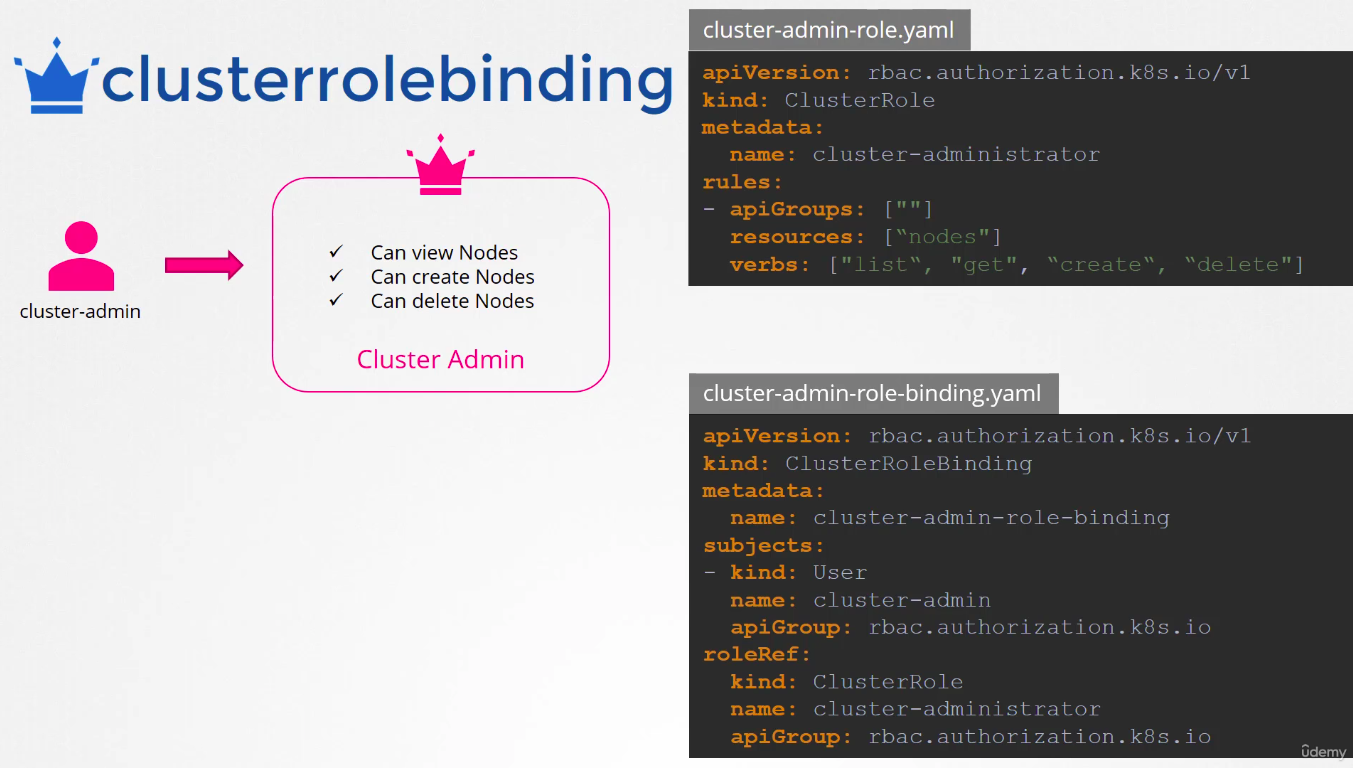 clusterrolebinding
cluster-admin
✓ Can view Nodes
✓ Can create Nodes
✓ Can delete Nodes
Cluster Admin
cluster-admin-role.yaml
apiVersion: rbac.authorization.k8s.io/v1
kind: ClusterRole
metadata:
  name: cluster-administrator
rules:
- apiGroups: [""]
  resources: [“nodes"]
  verbs: ["list“, "get", “create“, “delete"]
cluster-admin-role-binding.yaml
apiVersion: rbac.authorization.k8s.io/v1
kind: ClusterRoleBinding
metadata:
  name: cluster-admin-role-binding
subjects:
- kind: User
  name: cluster-admin
  apiGroup: rbac.authorization.k8s.io
roleRef:
  kind: ClusterRole
  name: cluster-administrator
  apiGroup: rbac.authorization.k8s.io
ûdemy